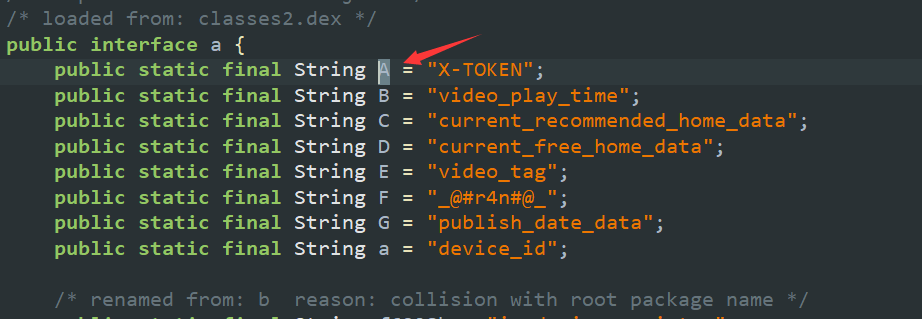 /* loaded from: classes2.dex */
public interface a {
public static final String A = "X-TOKEN";
public static final String B = "video_play_time";
public static final String C = "current_recommended_home_data";
public static final String D = "current_free_home_data";
public static final String E = "video_tag";
public static final String F = "_@#r4n#@_";
public static final String G = "publish_date_data";
public static final String a = "device_id";
/* renamed from: b  reason: collision with root package name */